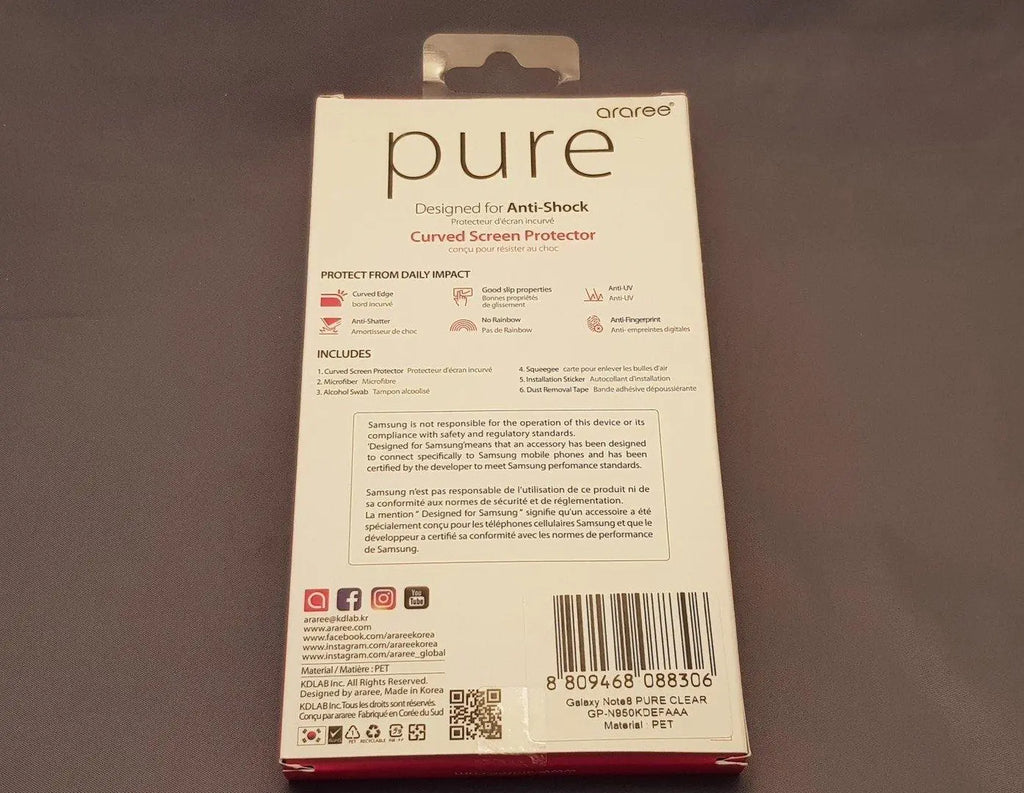 araree®
pure
Designed for Anti-Shock
Protecteur d'écran incurvé
Curved Screen Protector
conçu pour résister au choc
PROTECT FROM DAILY IMPACT
Curved Edge
bord incurvé
Good slip properties
Bonnes propriétés
de glissement
Anti-UV
Anti-UV
Anti-Shatter
Amortisseur de choc
No Rainbow
Pas de Rainbow
Anti-Fingerprint
Anti- empreintes digitales
INCLUDES
1. Curved Screen Protector Protecteur d'écran incurvé
2. Microfiber Microfibre
3. Alcohol Swab Tampon alcoolisé
4. Squeegee carte pour enlever les bulles d'air
5. Installation Sticker Autocollant d'installation
6. Dust Removal Tape Bande adhésive dépoussiérante
Samsung is not responsible for the operation of this device or its
compliance with safety and regulatory standards.
'Designed for Samsung'means that an accessory has been designed
to connect specifically to Samsung mobile phones and has been
certified by the developer to meet Samsung perfomance standards.
Samsung n'est pas responsable de l'utilisation de ce produit ni de
sa conformité aux normes de sécurité et de réglementation.
La mention " Designed for Samsung " signifie qu'un accessoire a été
spécialement conçu pour les téléphones cellulaires Samsung et que le
développeur a certifié sa conformité avec les normes de performance
de Samsung.
You
Tube
araree@kdlab.kr
www.araree.com
www.facebook.com/arareekorea
www.instagram.com/arareekorea
www.instagram.com/araree_global
Material / Matière : PET
KDLAB Inc. All Rights Reserved.
Designed by araree, Made in Korea
KDLAB Inc. Tous les droits sont réservés.
Conçu par araree Fabriqué en Corée du Sud
PET
RECYCLABLE
8 809468 088306
Galaxy Note8 PURE CLEAR
GP-N950KDEFAAA
Material : PET